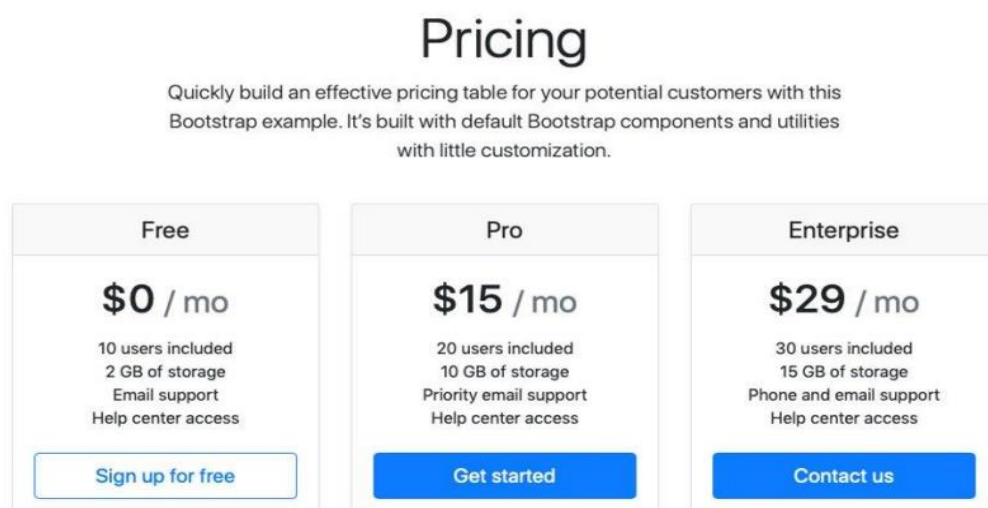 Pricing
Quickly build an effective pricing table for your potential customers with this
Bootstrap example. It's built with default Bootstrap components and utilities
with little customization.
Free
$0 / mo
10 users included
2 GB of storage
Email support
Help center access
Sign up for free
Pro
$15 / mo
20 users included
10 GB of storage
Priority email support
Help center access
Get started
Enterprise
$29 / mo
30 users included
15 GB of storage
Phone and email support
Help center access
Contact us